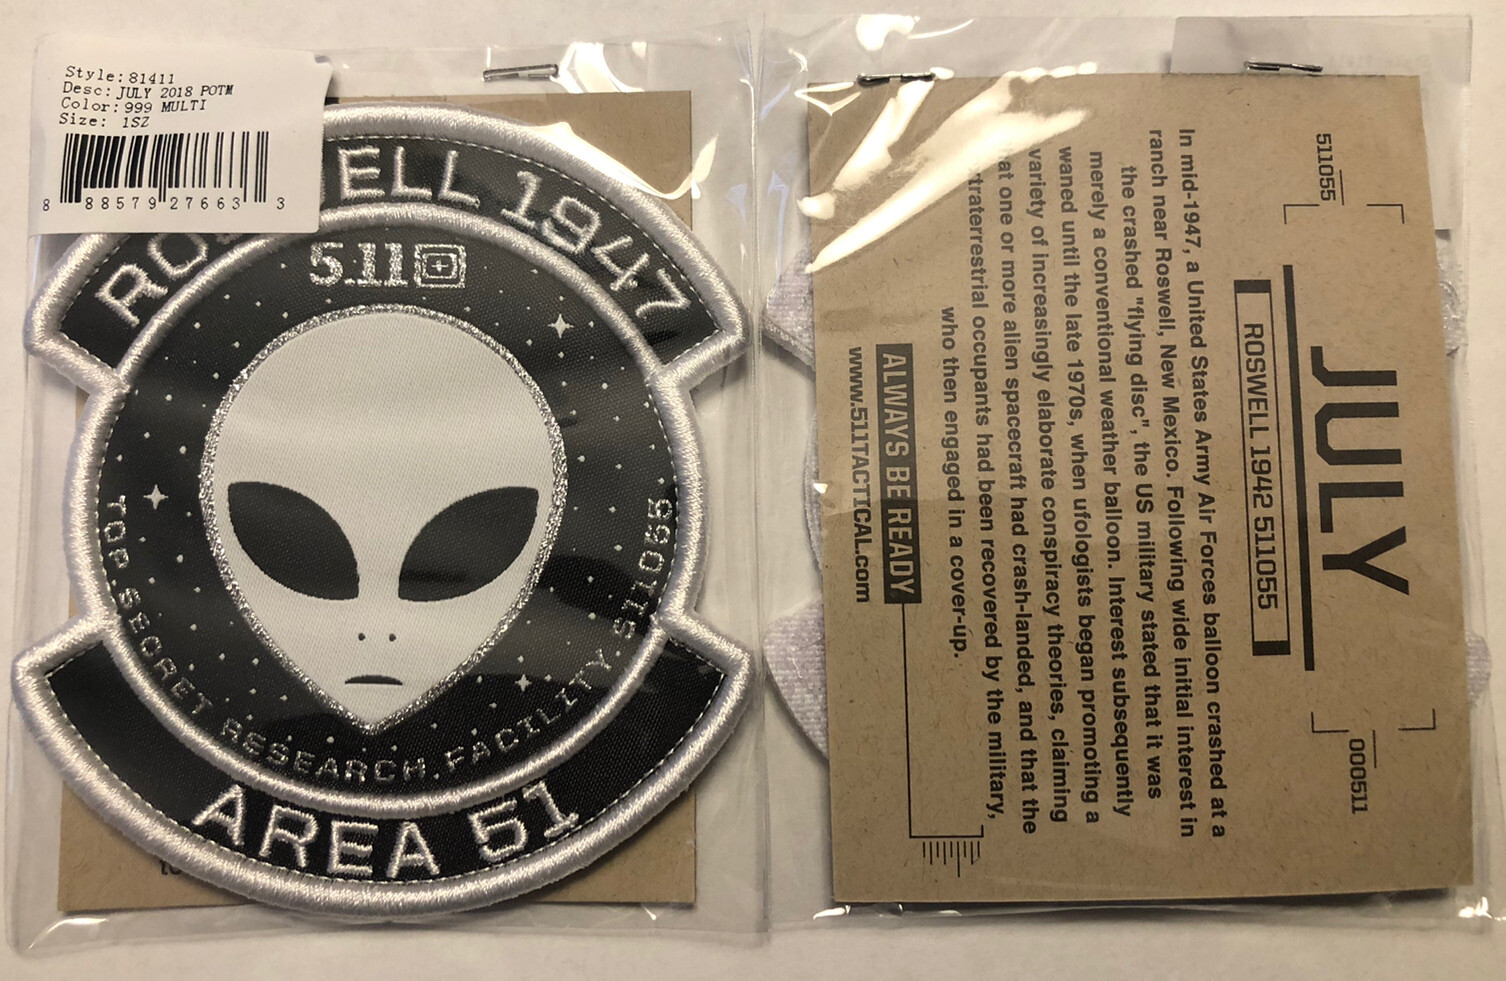 Style:81411
Desc:JULY 2018 POTM
Color:999 MULTI
Size: 1SZ
8 88579 27663 3
ELL 1947
5.11
TOP.SECRET RESEARCH.FACILITY.511055
AREA 51
511055
000511
JULY
ROSWELL 1942 511055
In mid-1947, a United States Army Air Forces balloon crashed at a
ranch near Roswell, New Mexico. Following wide initial interest in
the crashed "flying disc", the US military stated that it was
merely a conventional weather balloon. Interest subsequently
waned until the late 1970s, when ufologists began promoting a
variety of increasingly elaborate conspiracy theories, claiming
at one or more alien spacecraft had crash-landed, and that the
traterrestrial occupants had been recovered by the military,
who then engaged in a cover-up.
ALWAYS BE READY
www.511TACTICAL.com